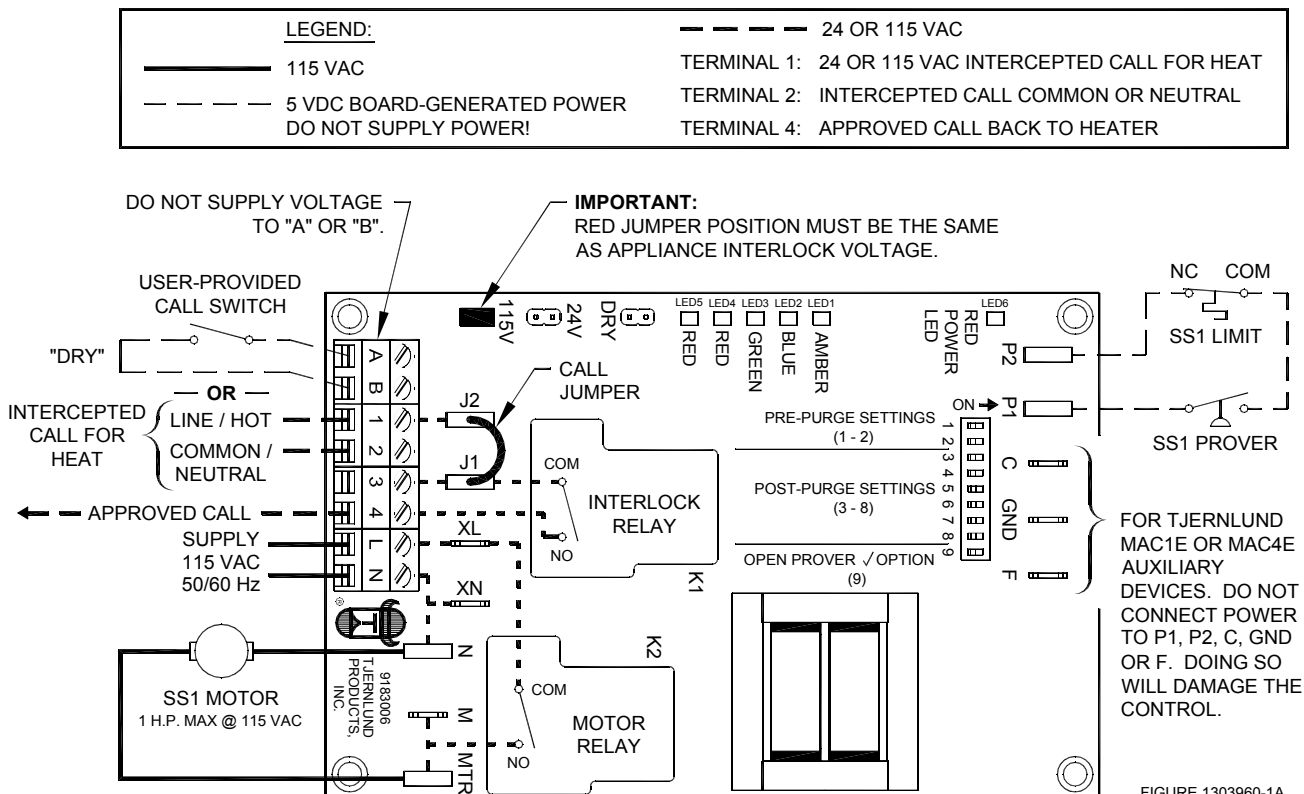 LEGEND:
115 VAC
5 VDC BOARD-GENERATED POWER
DO NOT SUPPLY POWER!
24 OR 115 VAC
TERMINAL 1: 24 OR 115 VAC INTERCEPTED CALL FOR HEAT
TERMINAL 2: INTERCEPTED CALL COMMON OR NEUTRAL
TERMINAL 4: APPROVED CALL BACK TO HEATER
DO NOT SUPPLY VOLTAGE
TO "A" OR "B".
IMPORTANT:
RED JUMPER POSITION MUST BE THE SAME
AS APPLIANCE INTERLOCK VOLTAGE.
USER-PROVIDED
CALL SWITCH
"DRY"
OR
INTERCEPTED
CALL FOR
HEAT
LINE / HOT
COMMON /
NEUTRAL
APPROVED CALL
SUPPLY
115 VAC
50/60 Hz
A
B
1
2
3
4
L
N
115V
24V
DRY
LED5
RED
LED4
RED
LED3
GREEN
LED2
BLUE
LED1
AMBER
LED6
RED
POWER
LED
CALL
JUMPER
J2
J1
COM
INTERLOCK
RELAY
NO
K1
XL
XN
PRE-PURGE SETTINGS
(1 - 2)
POST-PURGE SETTINGS
(3 - 8)
OPEN PROVER √ OPTION
(9)
ON
1
2
3
4
5
6
7
8
9
P2
P1
C
GND
F
NC COM
SS1 LIMIT
SS1 PROVER
FOR TJERNLUND
MAC1E OR MAC4E
AUXILIARY
DEVICES. DO NOT
CONNECT POWER
TO P1, P2, C, GND
OR F. DOING SO
WILL DAMAGE THE
CONTROL.
SS1 MOTOR
1 H.P. MAX @ 115 VAC
9183006
TJERNLUND
PRODUCTS,
INC.
N
M
MTR
K2
COM
MOTOR
RELAY
NO
FIGURE 1303960-1A